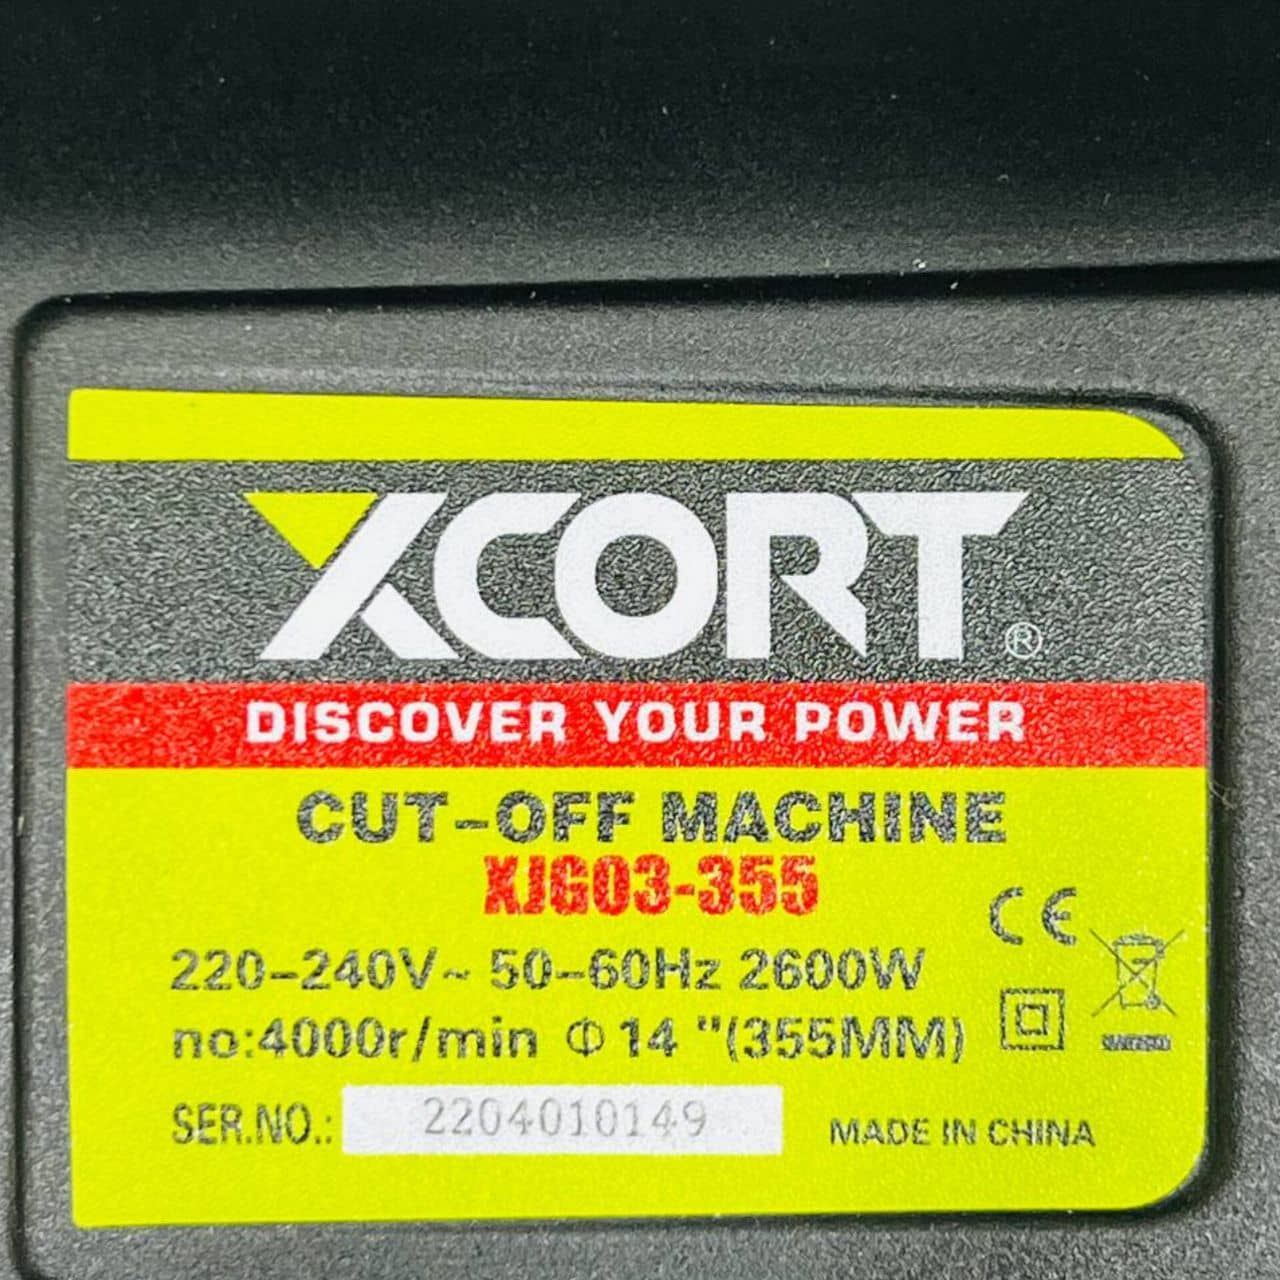 XCORT®
DISCOVER YOUR POWER
CUT-OFF MACHINE
XJG03-355
CE
220-240V~ 50-60Hz 2600W
no:4000r/min Φ14"(355MM)
SER.NO.: 2204010149
MADE IN CHINA